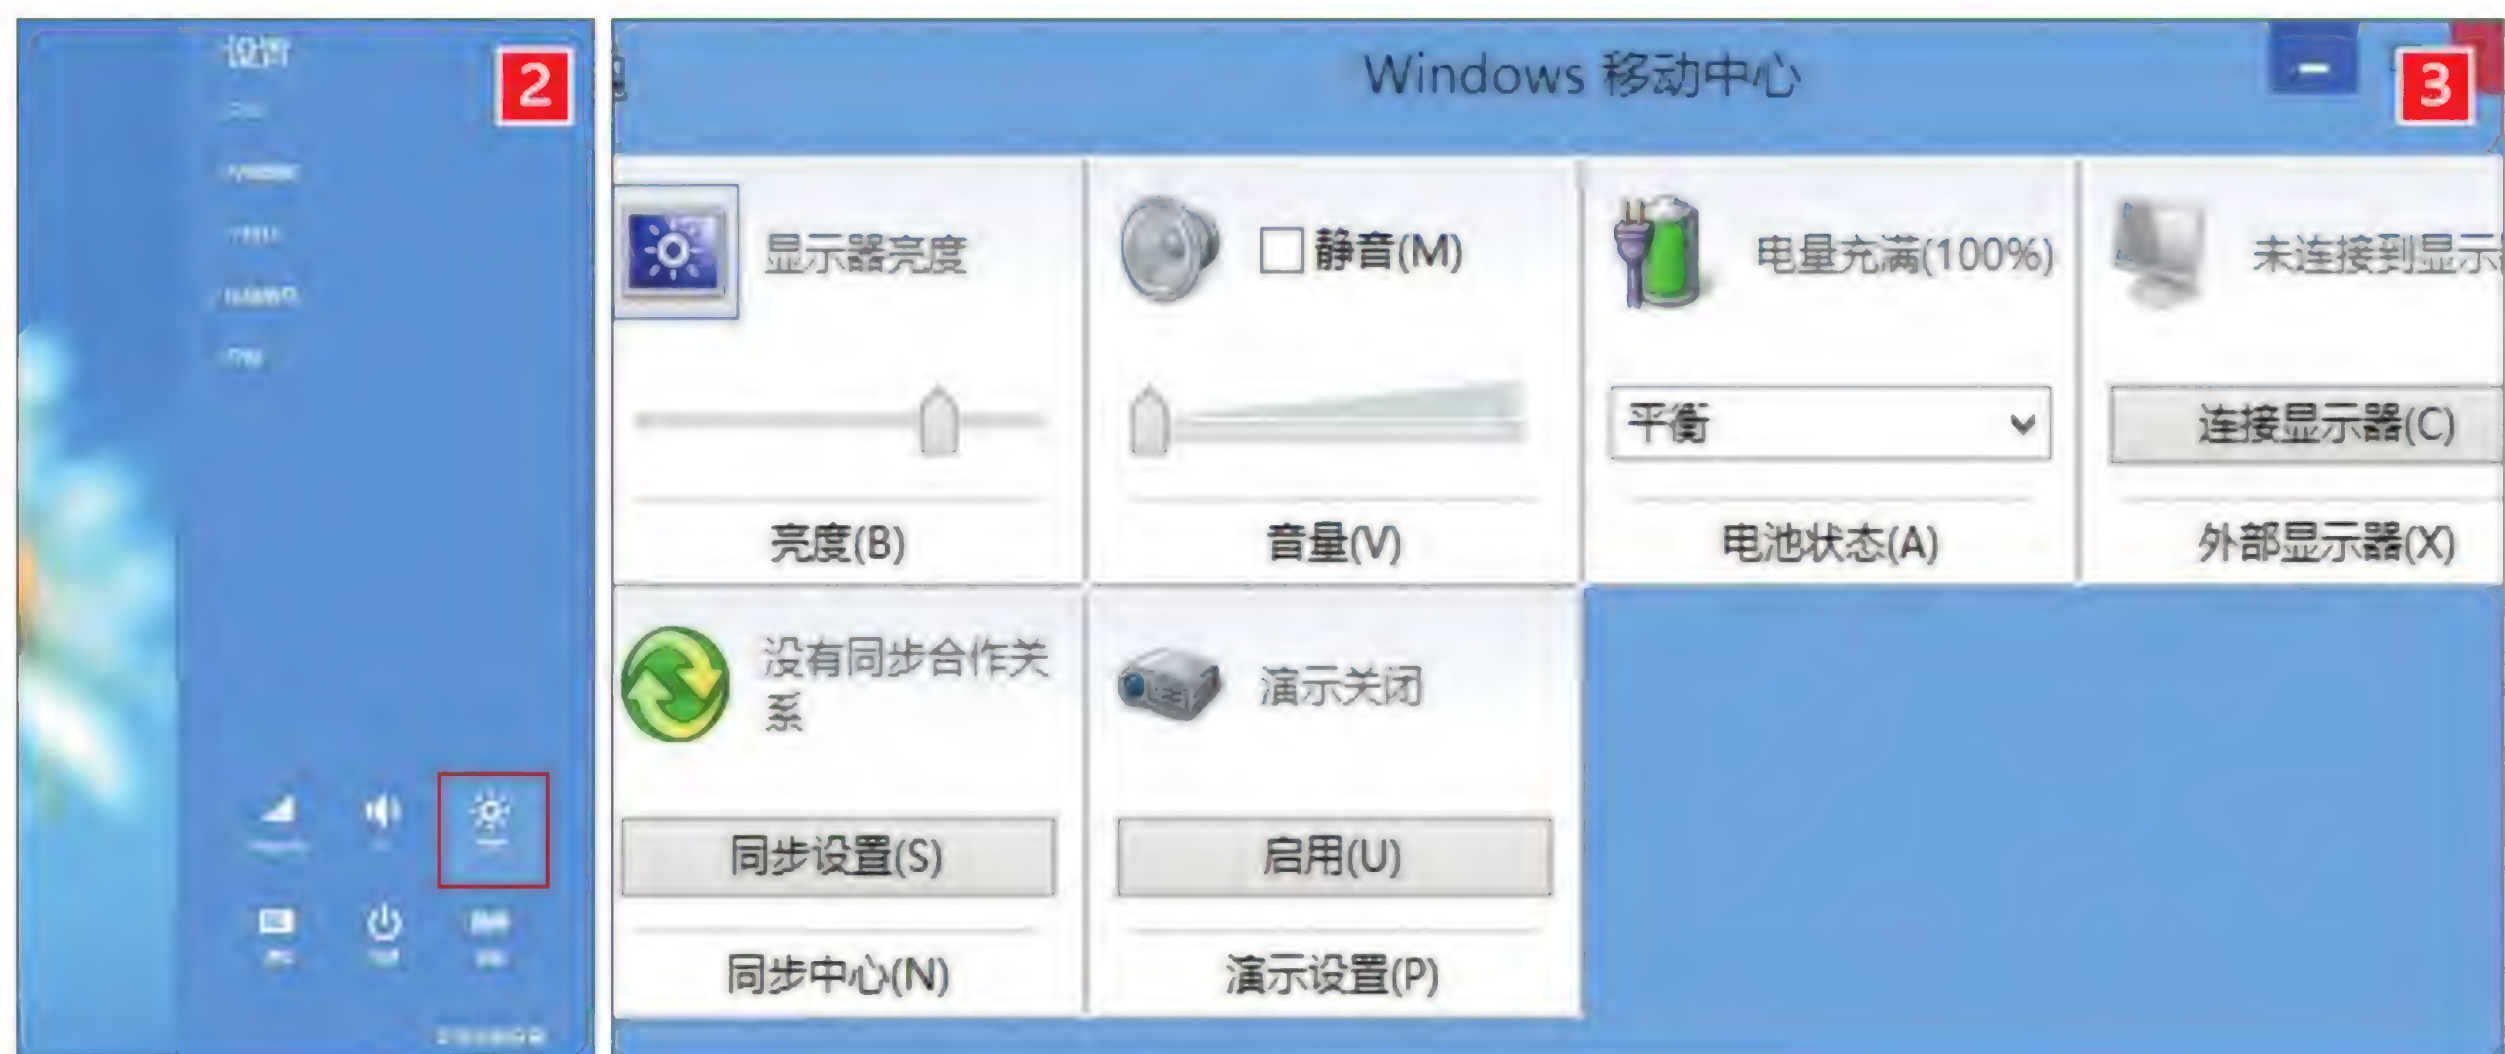 设置
2
Windows 移动中心
3
显示器亮度
静音(M)
电量充满(100%)
未连接到显示
平衡
连接显示器(C)
亮度(B)
音量(V)
电池状态(A)
外部显示器(X)
没有同步合作关
系
演示关闭
同步设置(S)
启用(U)
同步中心(N)
演示设置(P)